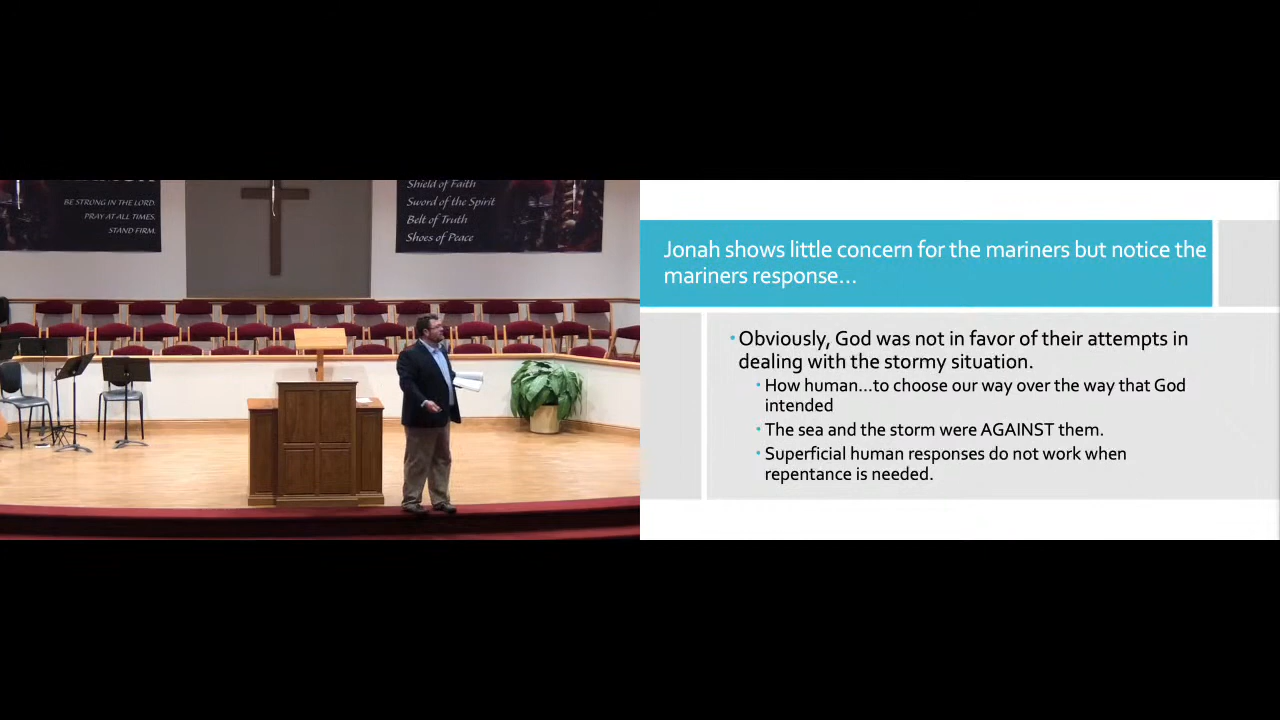 BE STRONG IN THE LORD.
PRAY AT ALL TIMES.
STAND FIRM.
Shield of Faith
Sword of the Spirit
Belt of Truth
Shoes of Peace
Jonah shows little concern for the mariners but notice the
mariners response...
• Obviously, God was not in favor of their attempts in
dealing with the stormy situation.
• How human...to choose our way over the way that God
intended
• The sea and the storm were AGAINST them.
• Superficial human responses do not work when
repentance is needed.